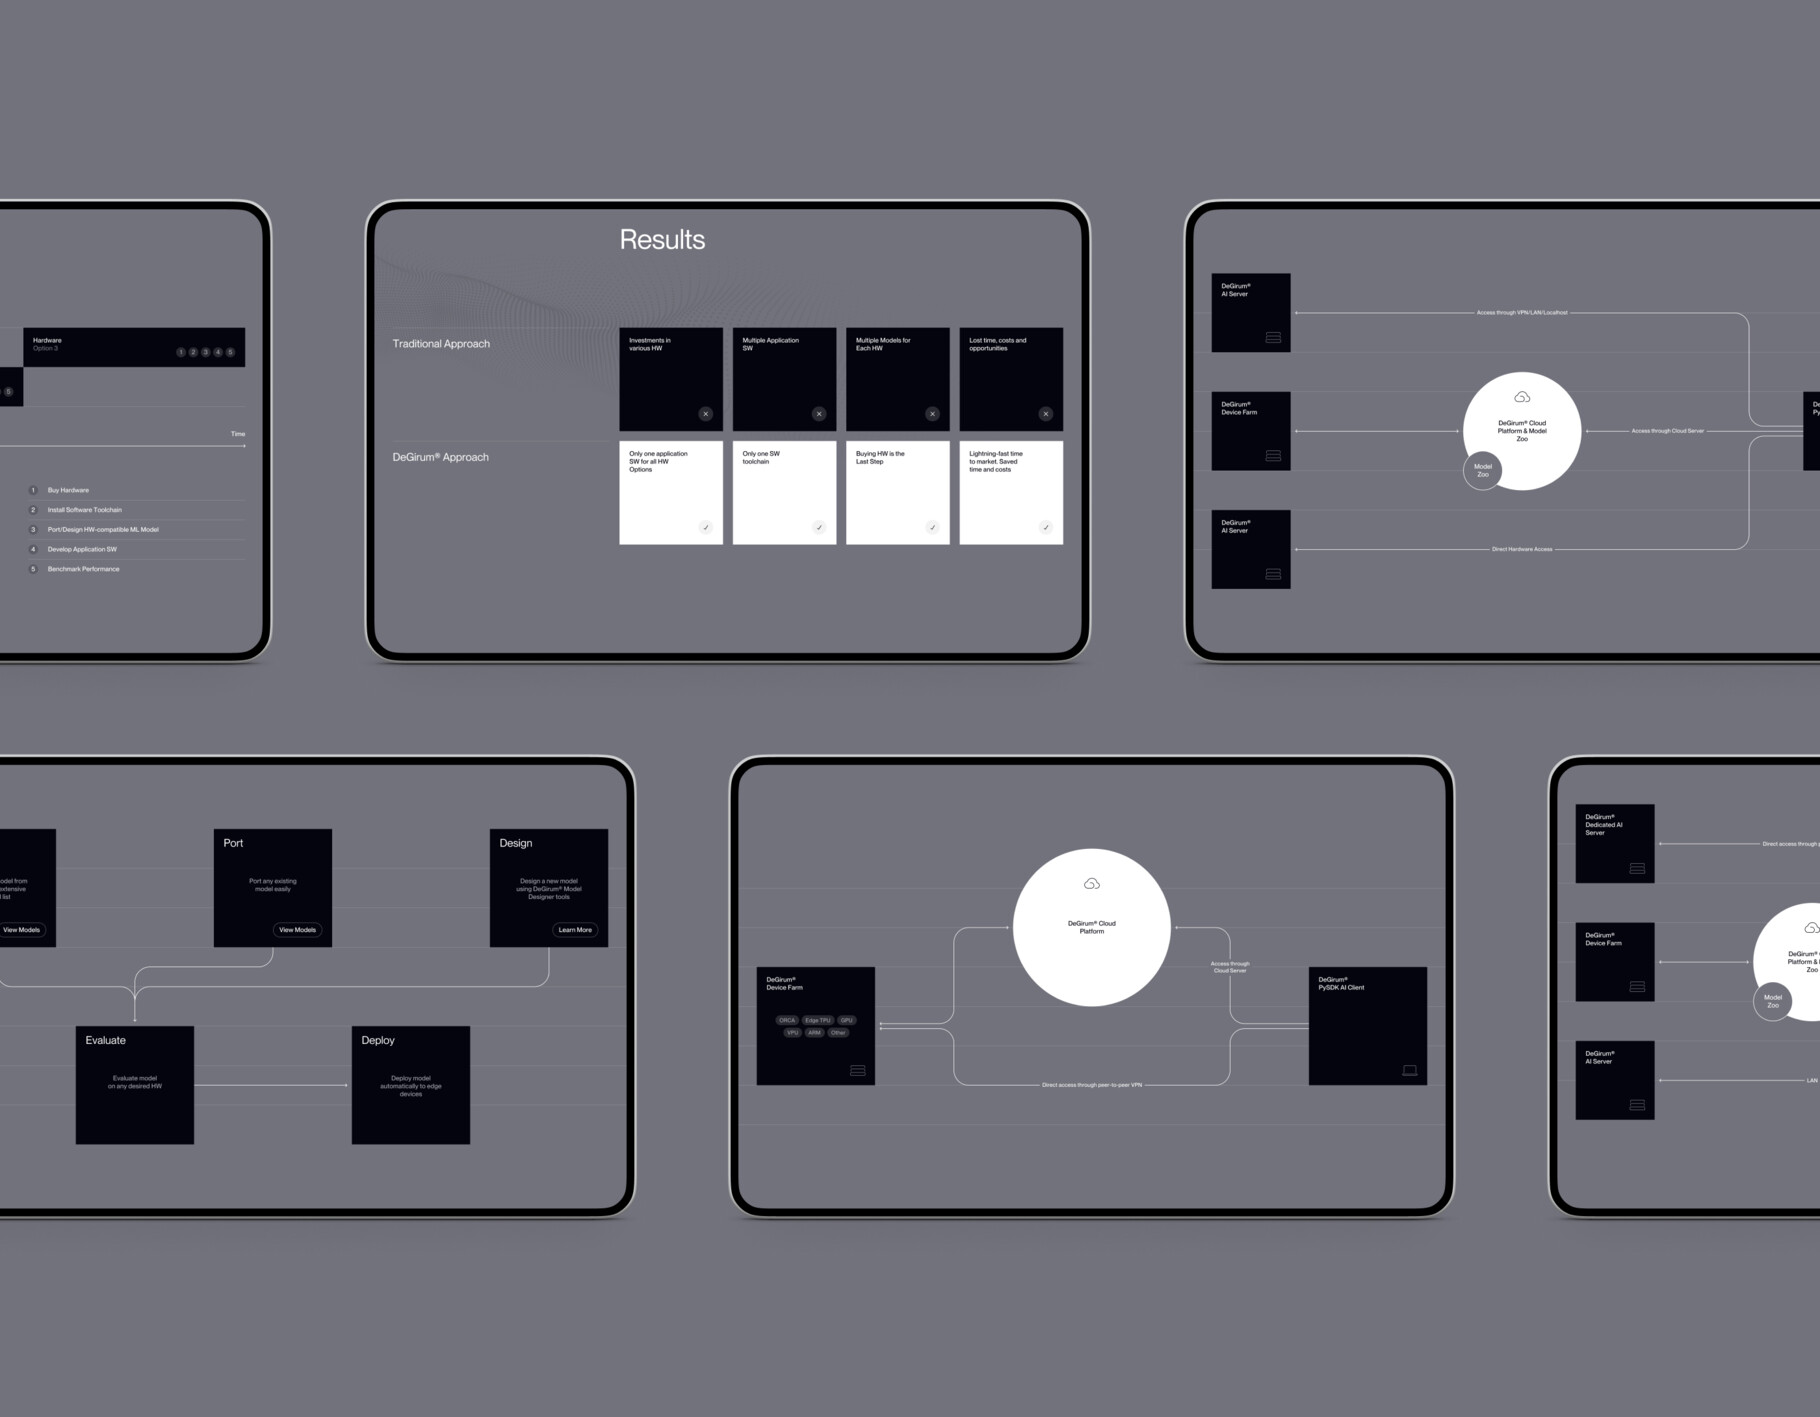 Hardware
Option 3
1 2 3 4 5
6
Time
1 Buy Hardware
2 Install Software Toolchain
3 Port/Design HW-compatible ML Model
4 Develop Application SW
5 Benchmark Performance
Results
Traditional Approach
Investments in
various HW
Multiple Application
SW
Multiple Models for
Each HW
Lost time, costs and
opportunities
DeGirum® Approach
Only one application
SW for all HW
Options
Only one SW
toolchain
Buying HW is the
Last Step
Lightning-fast time
to market. Saved
time and costs
DeGirum®
AI Server
Access through VPN/LAN/Localhost
DeGirum®
Device Farm
DeGirum® Cloud
Platform & Model
Zoo
Model
Zoo
Access through Cloud Server
DeGirum®
AI Server
Direct Hardware Access
odel from
extensive
list
View Models
Port
Port any existing
model easily
View Models
Design
Design a new model
using DeGirum® Model
Designer tools
Learn More
Evaluate
Evaluate model
on any desired HW
Deploy
Deploy model
automatically to edge
devices
DeGirum® Cloud
Platform
DeGirum®
Device Farm
ORCA Edge TPU GPU
VPU ARM Other
Access through
Cloud Server
DeGirum®
PySDK AI Client
Direct access through peer-to-peer VPN
DeGirum®
Dedicated AI
Server
Direct access through
DeGirum®
Device Farm
DeGirum®
Platform &
Zoo
Model
Zoo
DeGirum®
AI Server
LAN